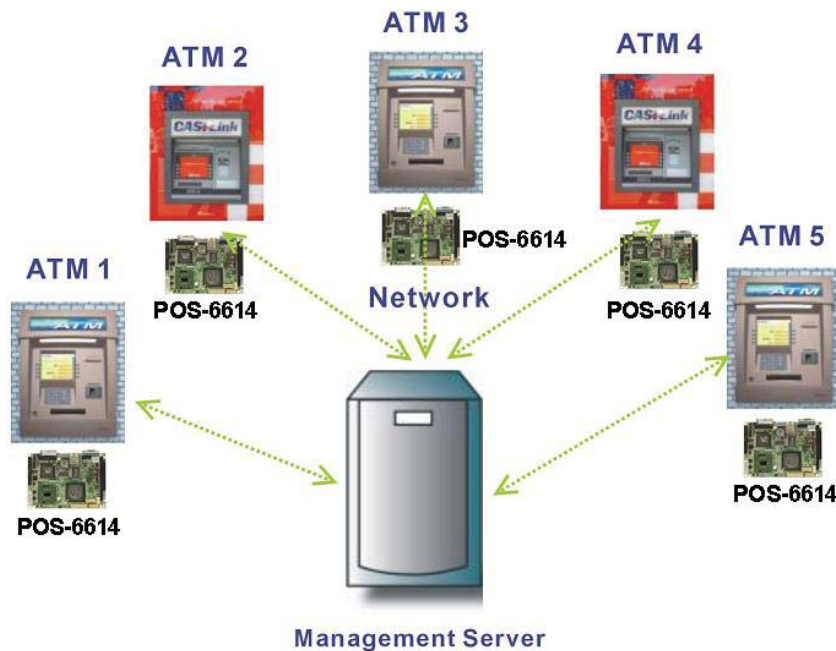 ATM 3
ATM 2
ATM 4
ATM
CASHLink
CASHLink
POS-6614
ATM 5
ATM 1
POS-6614
POS-6614
Network
ATM
ATM
POS-6614
POS-6614
Management Server